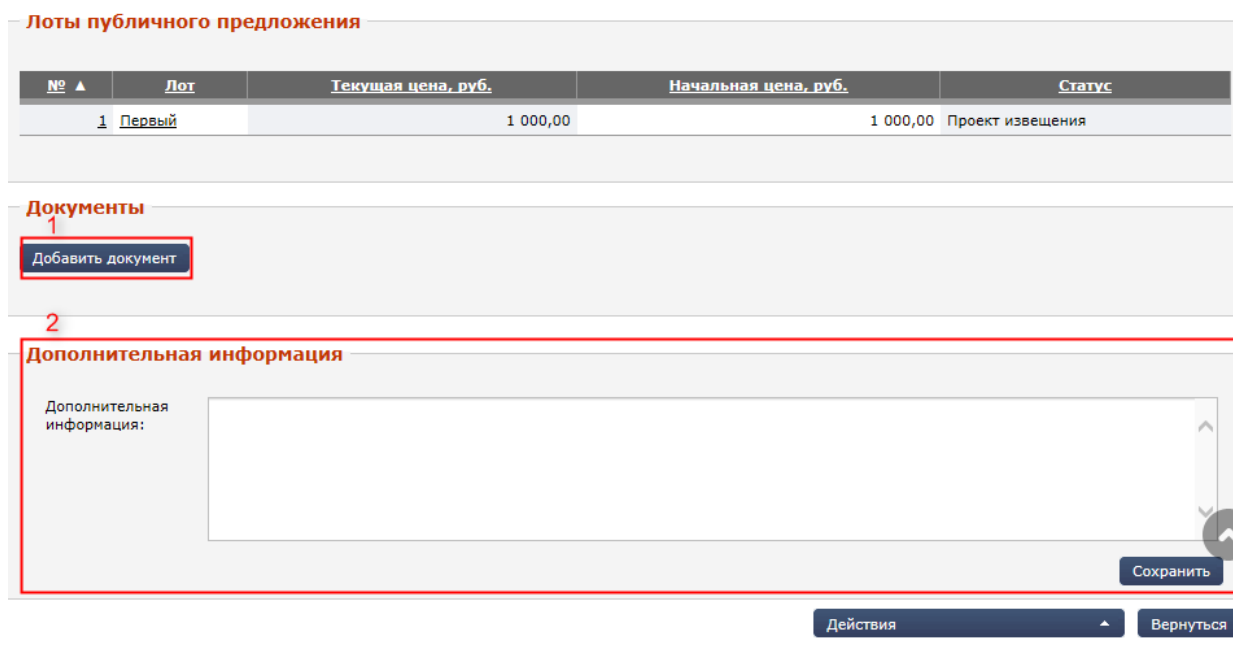 Лоты публичного предложения
№ ▲ Лот Текущая цена, руб. Начальная цена, руб. Статус
1 Первый 1 000,00 1 000,00 Проект извещения
Документы
1
Добавить документ
2
Дополнительная информация
Дополнительная
информация:
Сохранить
Действия Вернуться